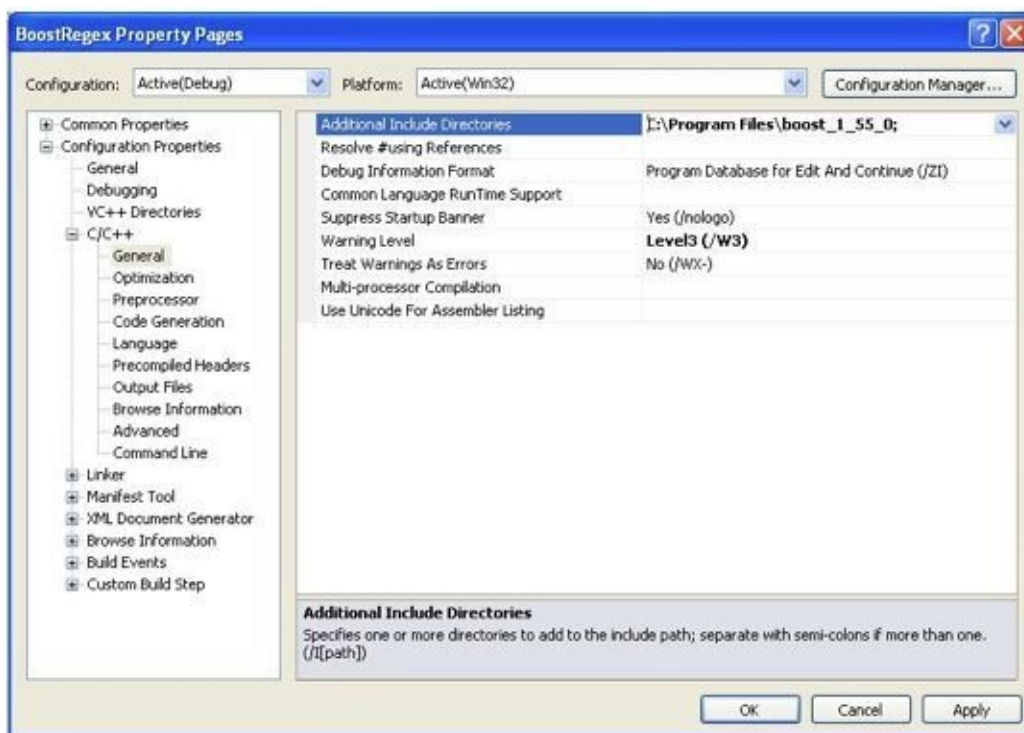 BoostRegex Property Pages
Configuration: Active(Debug) Platform: Active(Win32) Configuration Manager...
Common Properties
Configuration Properties
General
Debugging
VC++ Directories
C/C++
General
Optimization
Preprocessor
Code Generation
Language
Precompiled Headers
Output Files
Browse Information
Advanced
Command Line
Linker
Manifest Tool
XML Document Generator
Browse Information
Build Events
Custom Build Step
Additional Include Directories C:\Program Files\boost_1_55_0;
Resolve #using References
Debug Information Format Program Database for Edit And Continue (/ZI)
Common Language RunTime Support
Suppress Startup Banner Yes (/nologo)
Warning Level Level3 (/W3)
Treat Warnings As Errors No (/WX-)
Multi-processor Compilation
Use Unicode For Assembler Listing
Additional Include Directories
Specifies one or more directories to add to the include path; separate with semi-colons if more than one.
(/I[path])
OK Cancel Apply